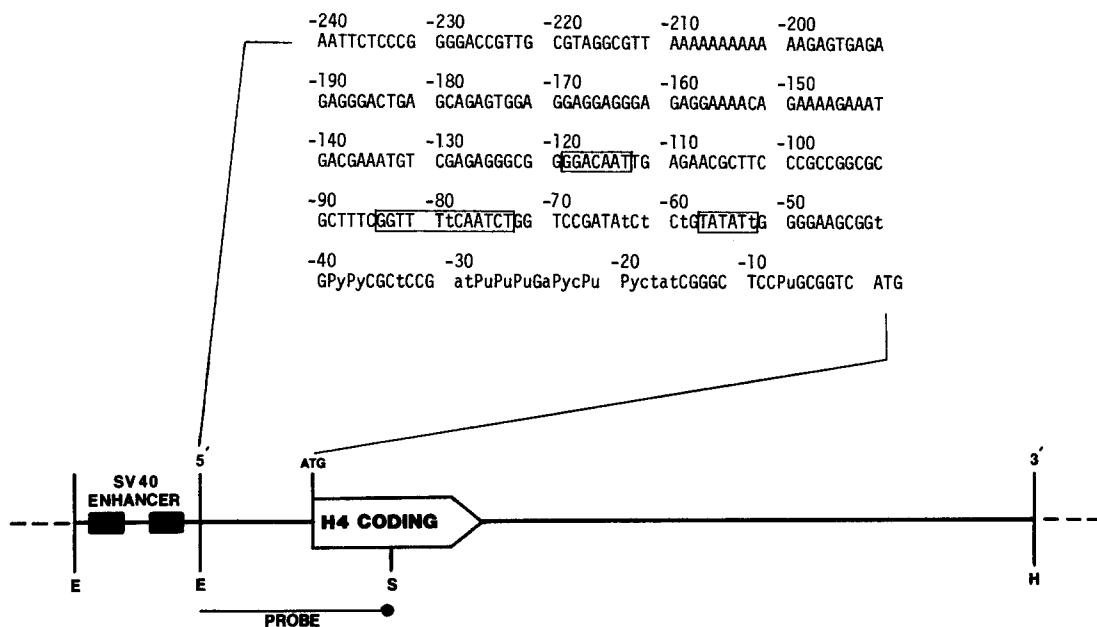 -240 -230 -220 -210 -200
AATTCTCCCG GGGACCGTTG CGTAGGCGTT AAAAAAAAAA AAGAGTGAGA
-190 -180 -170 -160 -150
GAGGGACTGA GCAGAGTGGA GGAGGAGGGA GAGGAAAACA GAAAAGAAAT
-140 -130 -120 -110 -100
GACGAAATGT CGAGAGGGCG GGGACAATTG AGAACGCTTC CCGCCGGCGC
-90 -80 -70 -60 -50
GCTTTCGGTT TtCAATCTGG TCCGATAtCt CtGTATATtG GGGAAGCGGt
-40 -30 -20 -10
GPyPyCGCtCCG atPuPuPuGaPycPu PyctatCGGGC TCCPuGCGGTC ATG
5´ ATG 3´
SV 40
ENHANCER
H4 CODING
E E S H
PROBE